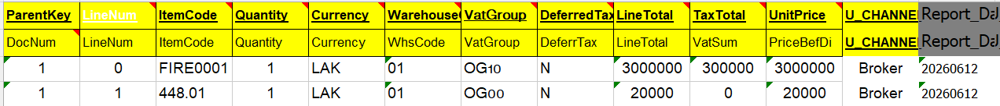 ParentKey LineNum ItemCode Quantity Currency Warehouse VatGroup DeferredTax LineTotal TaxTotal UnitPrice U_CHANNE Report_Da
DocNum LineNum ItemCode Quantity Currency WhsCode VatGroup DeferrTax LineTotal VatSum PriceBefDi U_CHANNE Report_Da
1 0 FIRE0001 1 LAK 01 OG10 N 3000000 300000 3000000 Broker 20260612
1 1 448.01 1 LAK 01 OG00 N 20000 0 20000 Broker 20260612